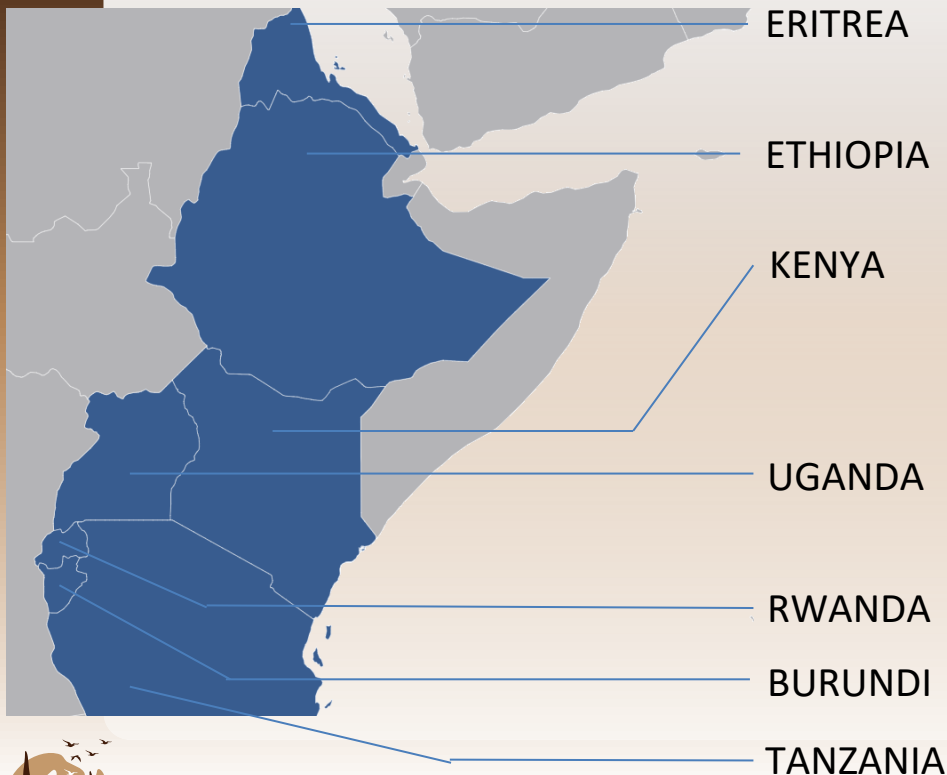 ERITREA
ETHIOPIA
KENYA
UGANDA
RWANDA
BURUNDI
TANZANIA